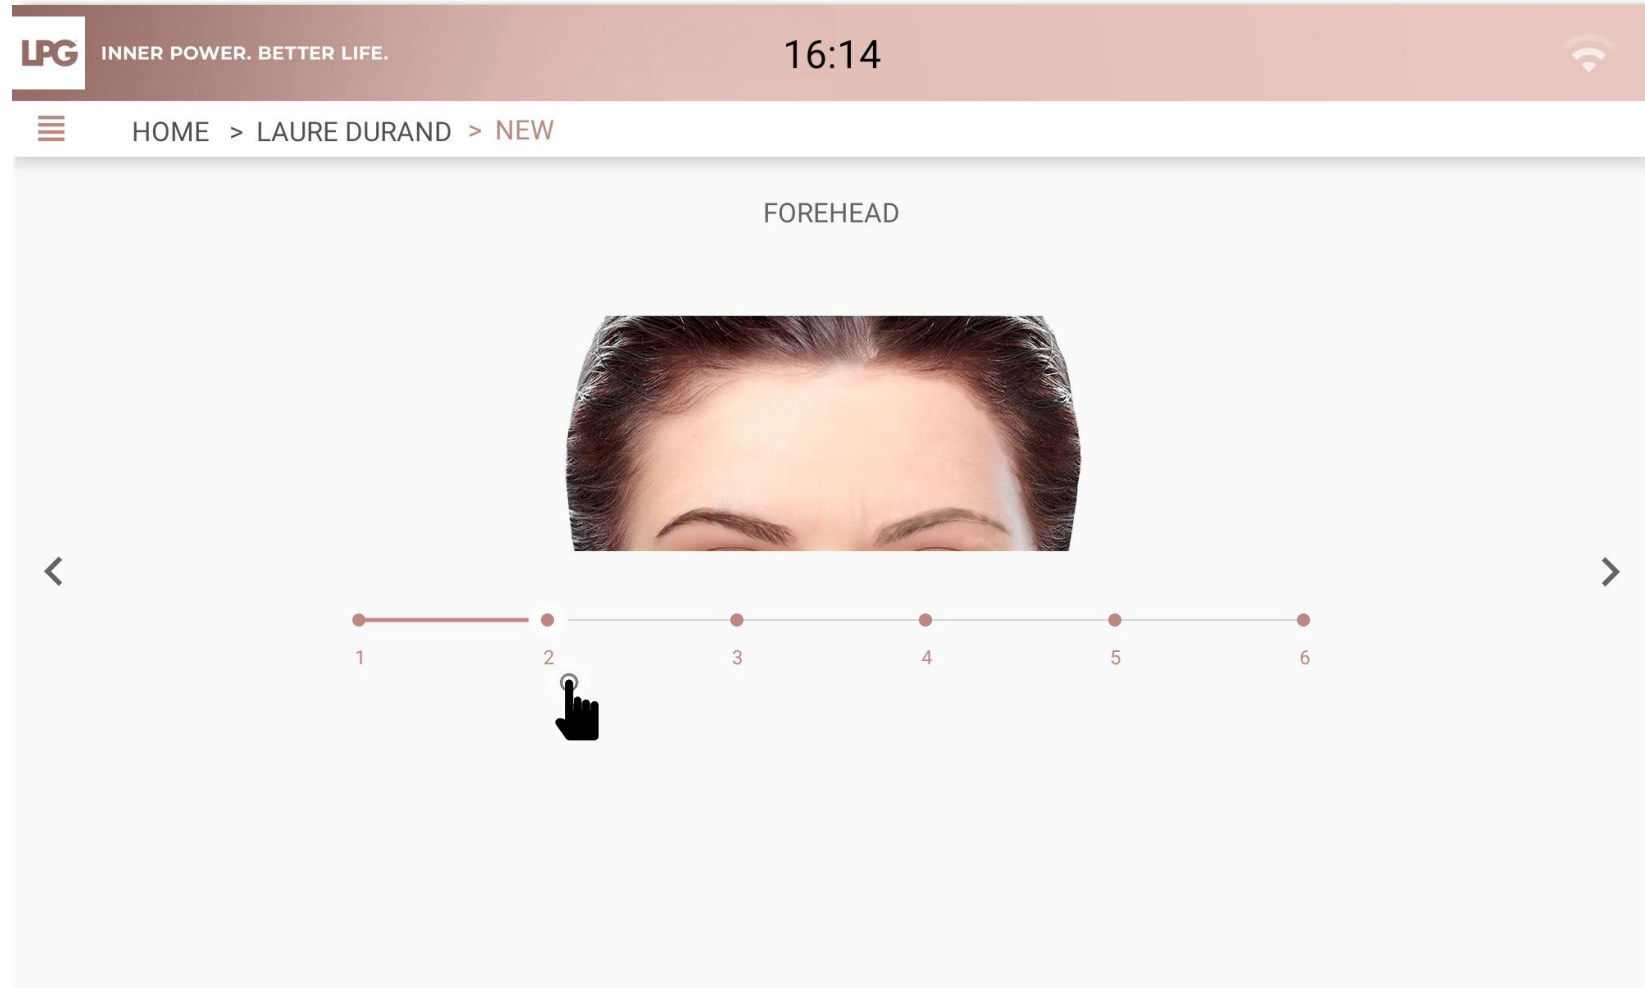 LPG INNER POWER. BETTER LIFE. 16:14
HOME > LAURE DURAND > NEW
FOREHEAD
1 2 3 4 5 6